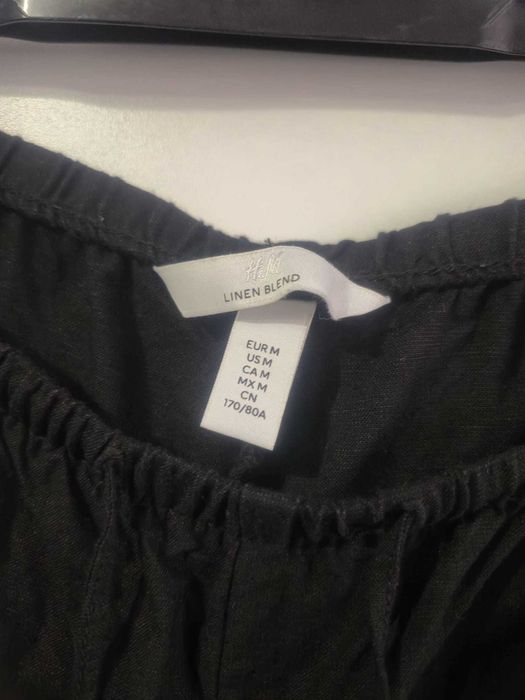 H&M
LINEN BLEND
EUR M
US M
CA M
MX M
CN
170/80A